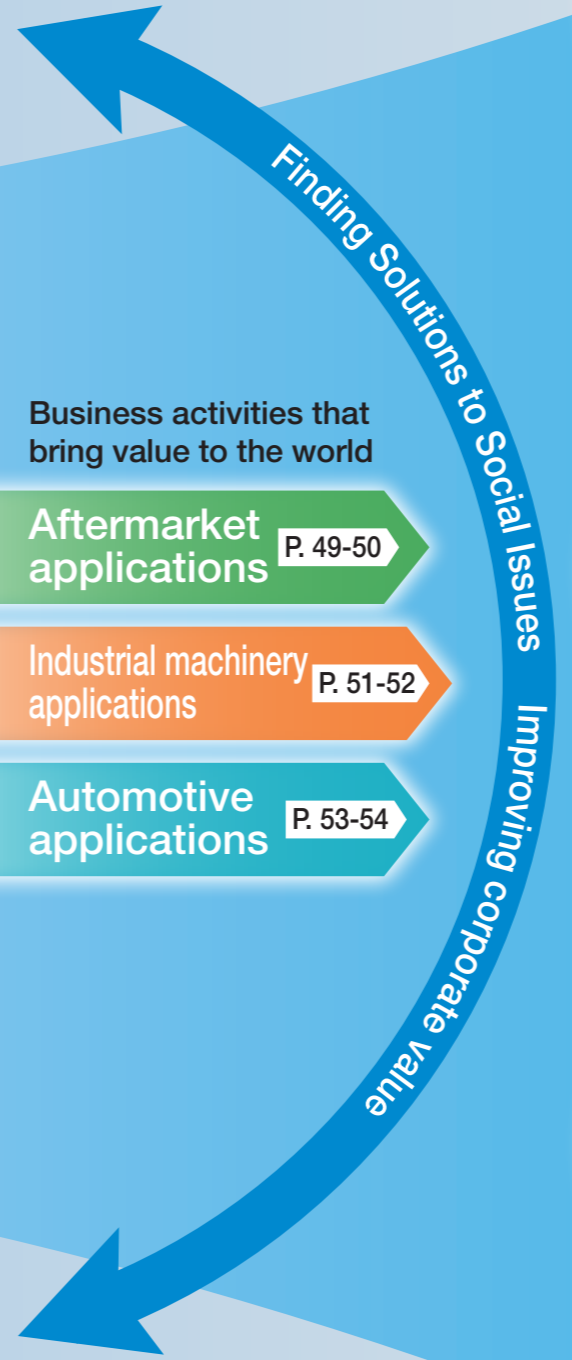 Finding Solutions to Social Issues
Improving corporate value
Business activities that
bring value to the world
Aftermarket
applications
P. 49-50
Industrial machinery
applications
P. 51-52
Automotive
applications
P. 53-54